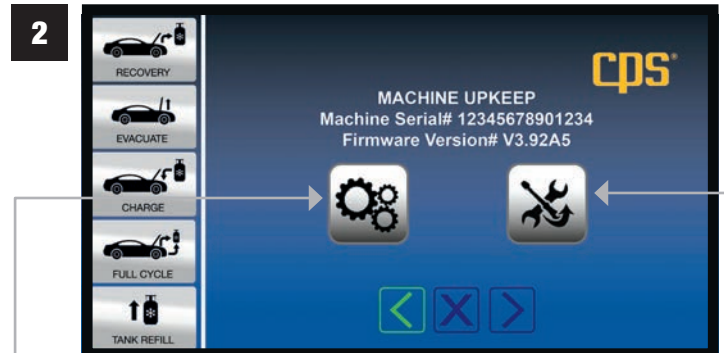 2
RECOVERY
EVACUATE
CHARGE
FULL CYCLE
TANK REFILL
CPS®
MACHINE UPKEEP
Machine Serial# 12345678901234
Firmware Version# V3.92A5